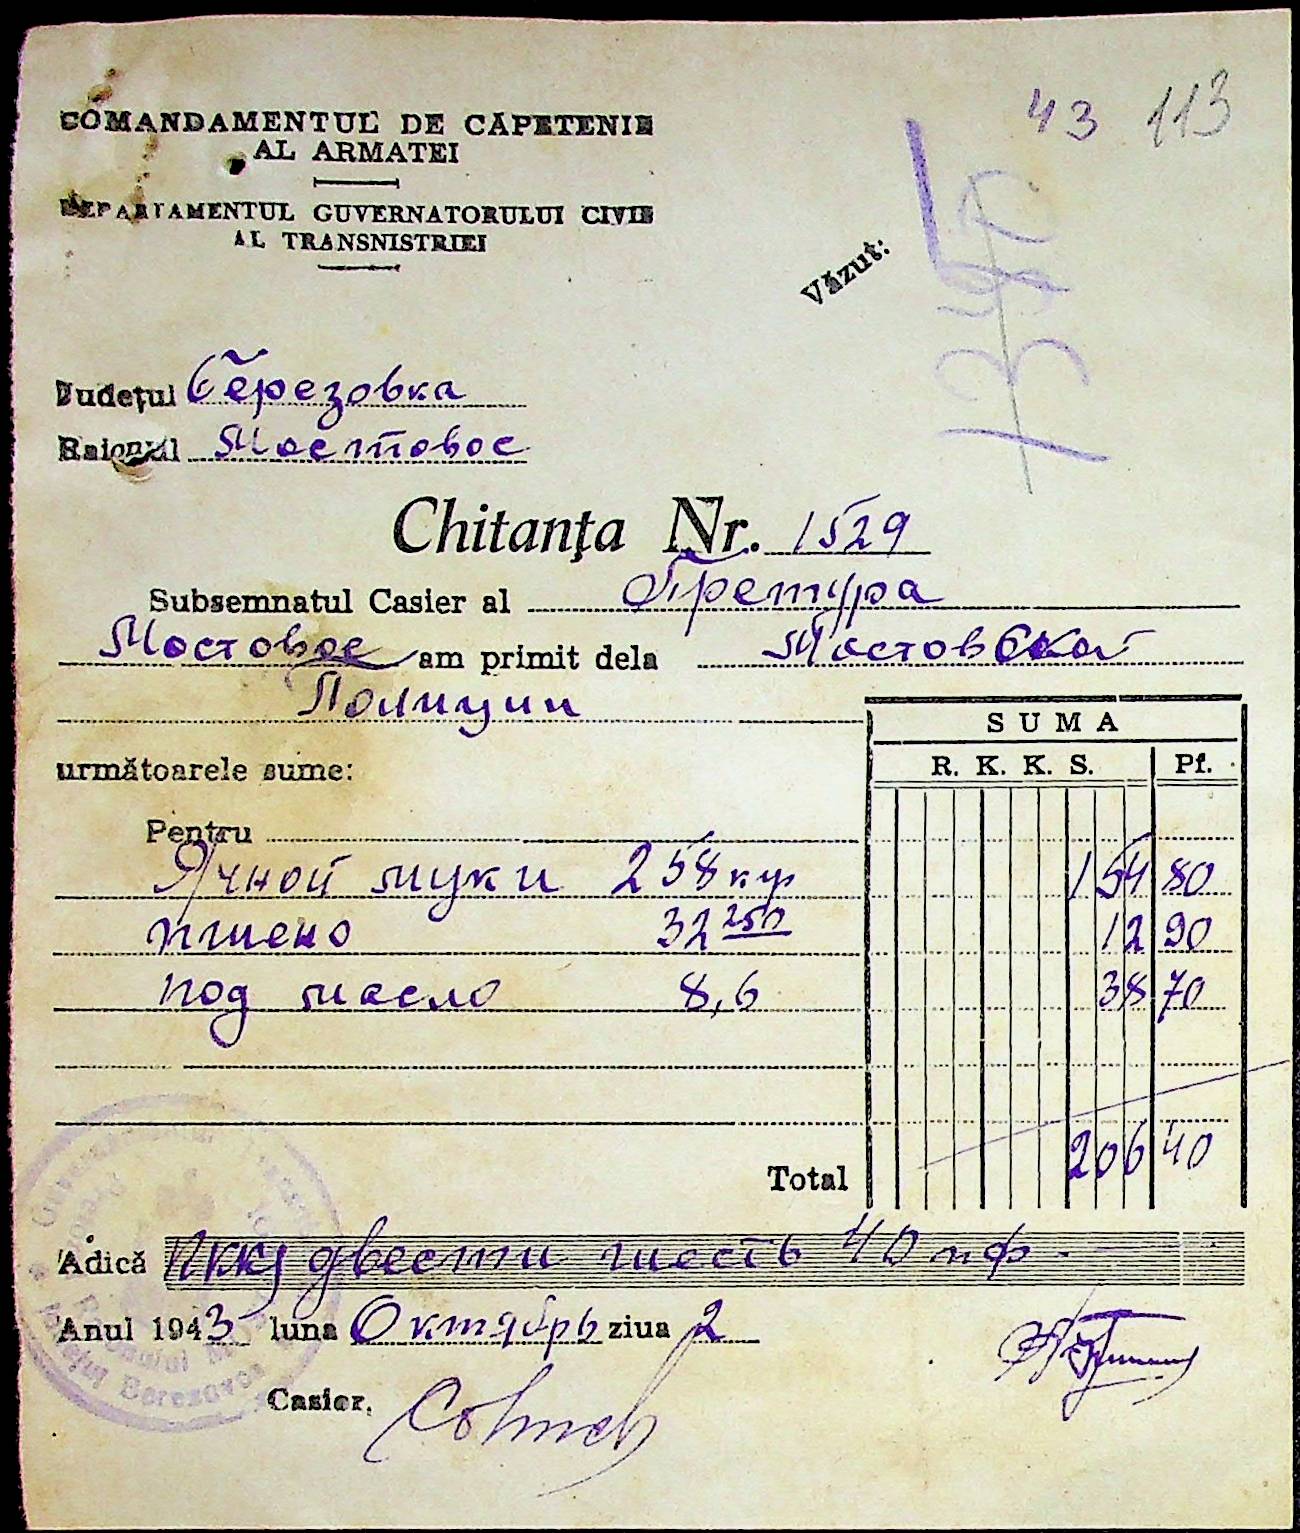 43 113
COMANDAMENTUL DE CAPETENIE
AL ARMATEI
DEPARTAMENTUL GUVERNATORULUI CIVIL
AL TRANSNISTRIEI
Văzut:
Județul Березовка
Raionul Мостовое
Chitanța Nr. 1529
Subsemnatul Casier al Претура
Мостовое am primit dela Мостовской
Полиции
SUMA
următoarele sume:
R. K. K. S. Pf.
Pentru
Ячной муки 258 кгр 154 80
пшено 32 250 12 90
под масло 8,6 38 70
Total 206 40
Adică РККS двести шесть 40 пф.
Anul 1943 luna Октябрь ziua 2
Casier,